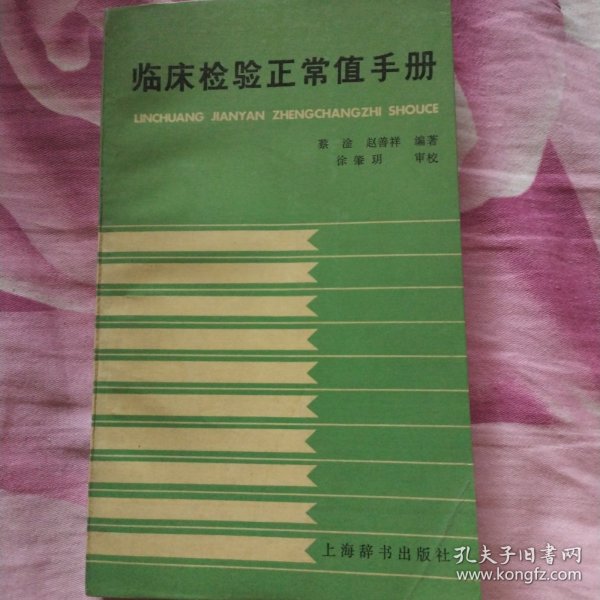 临床检验正常值手册
LINCHUANG JIANYAN ZHENGCHANGZHI SHOUCE
蔡淦 赵善祥 编著
徐肇玥 审校
上海辞书出版社
孔夫子旧书网
www.kongfz.com